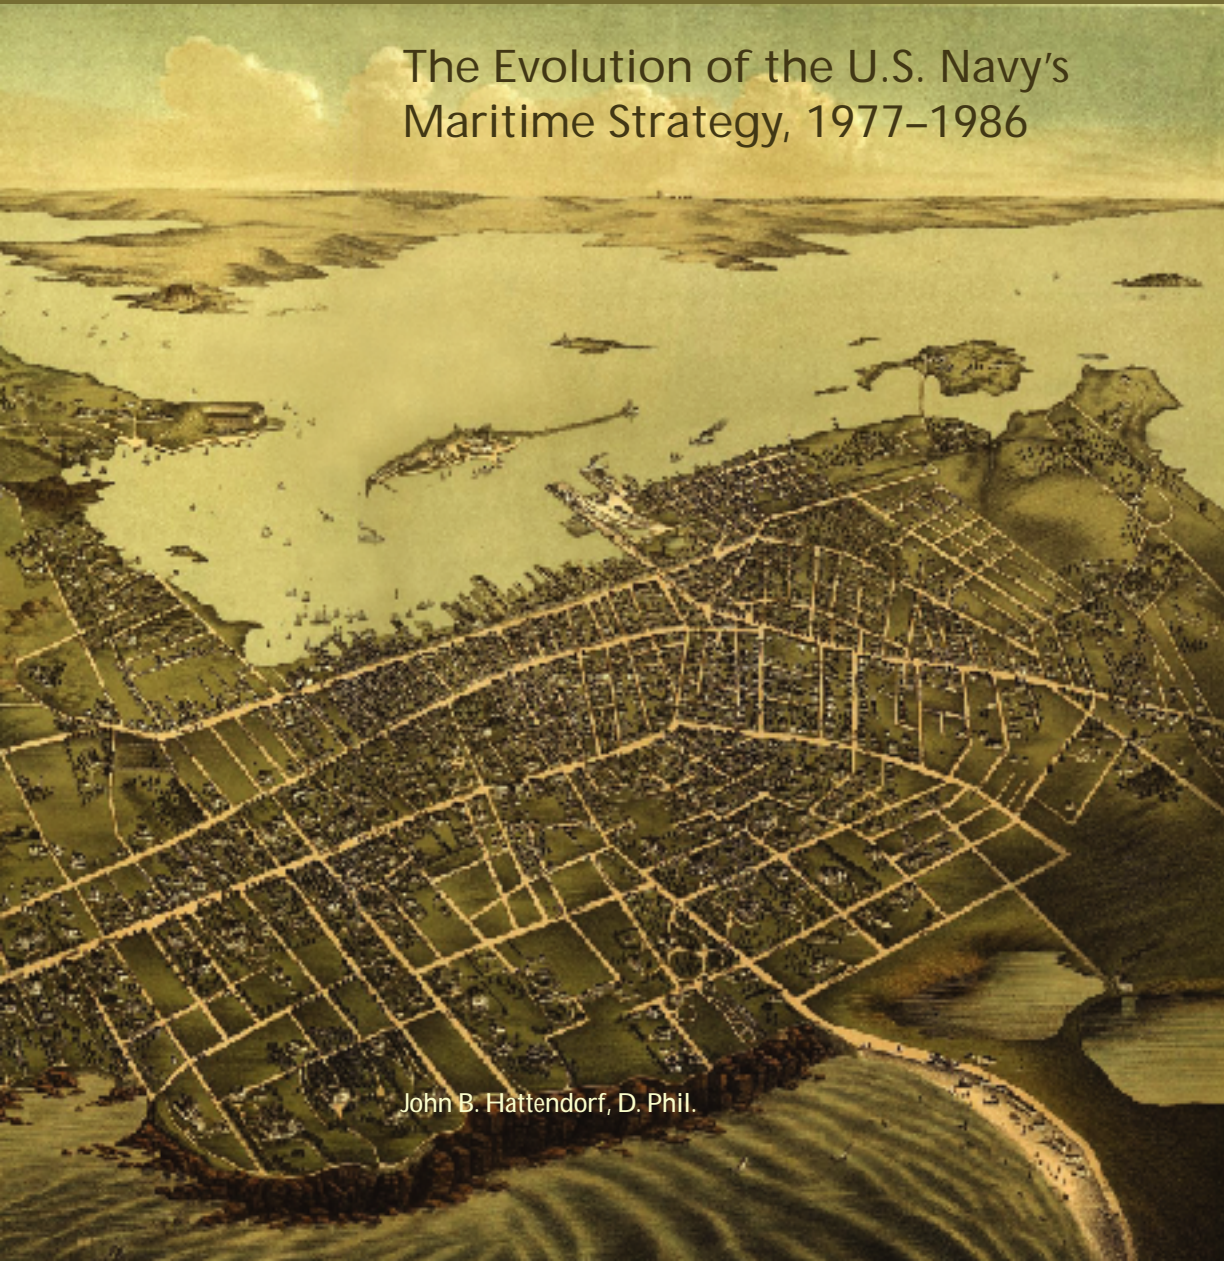 The Evolution of the U.S. Navy’s
Maritime Strategy, 1977–1986
John B. Hattendorf, D. Phil.